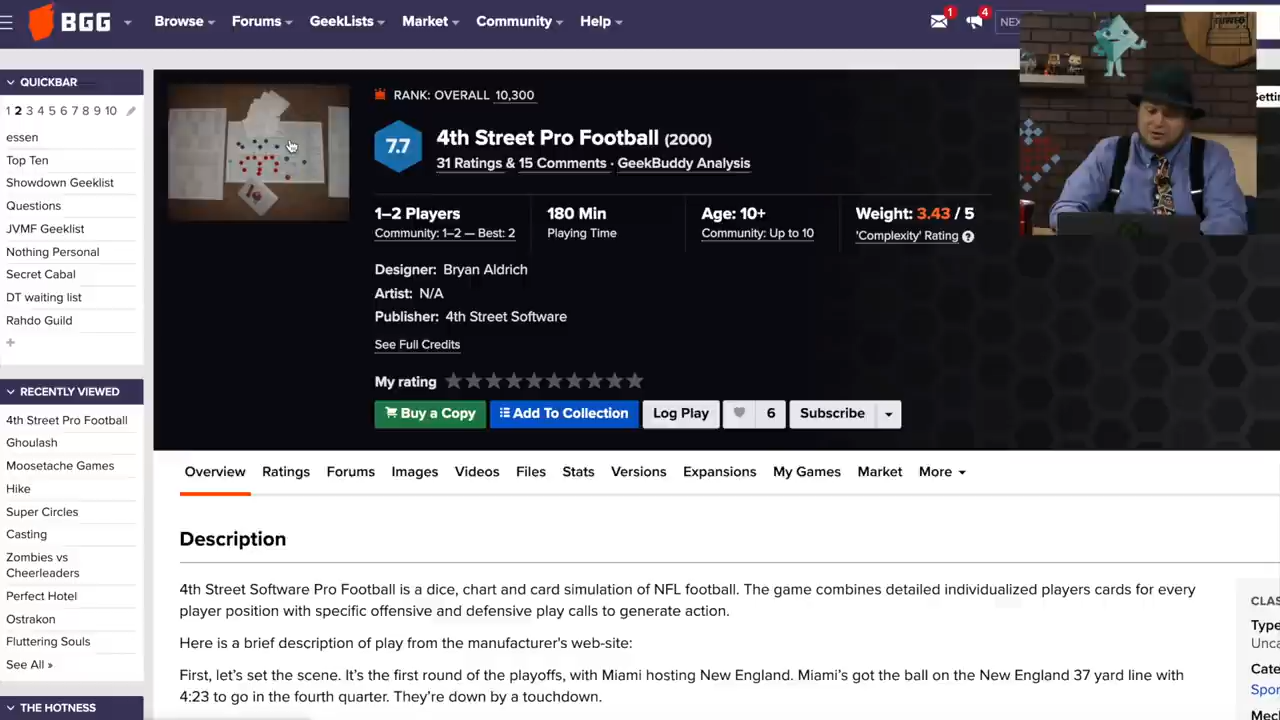 BGG
Browse Forums GeekLists Market Community Help
1
4
QUICKBAR
1 2 3 4 5 6 7 8 9 10
essen
Top Ten
Showdown Geeklist
Questions
JVMF Geeklist
Nothing Personal
Secret Cabal
DT waiting list
Rahdo Guild
+
RECENTLY VIEWED
4th Street Pro Football
Ghoulash
Moosetache Games
Hike
Super Circles
Casting
Zombies vs
Cheerleaders
Perfect Hotel
Ostrakon
Fluttering Souls
See All »
THE HOTNESS
RANK: OVERALL 10,300
7.7
4th Street Pro Football (2000)
31 Ratings & 15 Comments · GeekBuddy Analysis
1–2 Players
Community: 1–2 — Best: 2
180 Min
Playing Time
Age: 10+
Community: Up to 10
Weight: 3.43 / 5
'Complexity' Rating ?
Designer: Bryan Aldrich
Artist: N/A
Publisher: 4th Street Software
See Full Credits
My rating
Buy a Copy Add To Collection Log Play 6 Subscribe
Overview Ratings Forums Images Videos Files Stats Versions Expansions My Games Market More
Description
4th Street Software Pro Football is a dice, chart and card simulation of NFL football. The game combines detailed individualized players cards for every
player position with specific offensive and defensive play calls to generate action.
Here is a brief description of play from the manufacturer's web-site:
First, let's set the scene. It's the first round of the playoffs, with Miami hosting New England. Miami's got the ball on the New England 37 yard line with
4:23 to go in the fourth quarter. They're down by a touchdown.